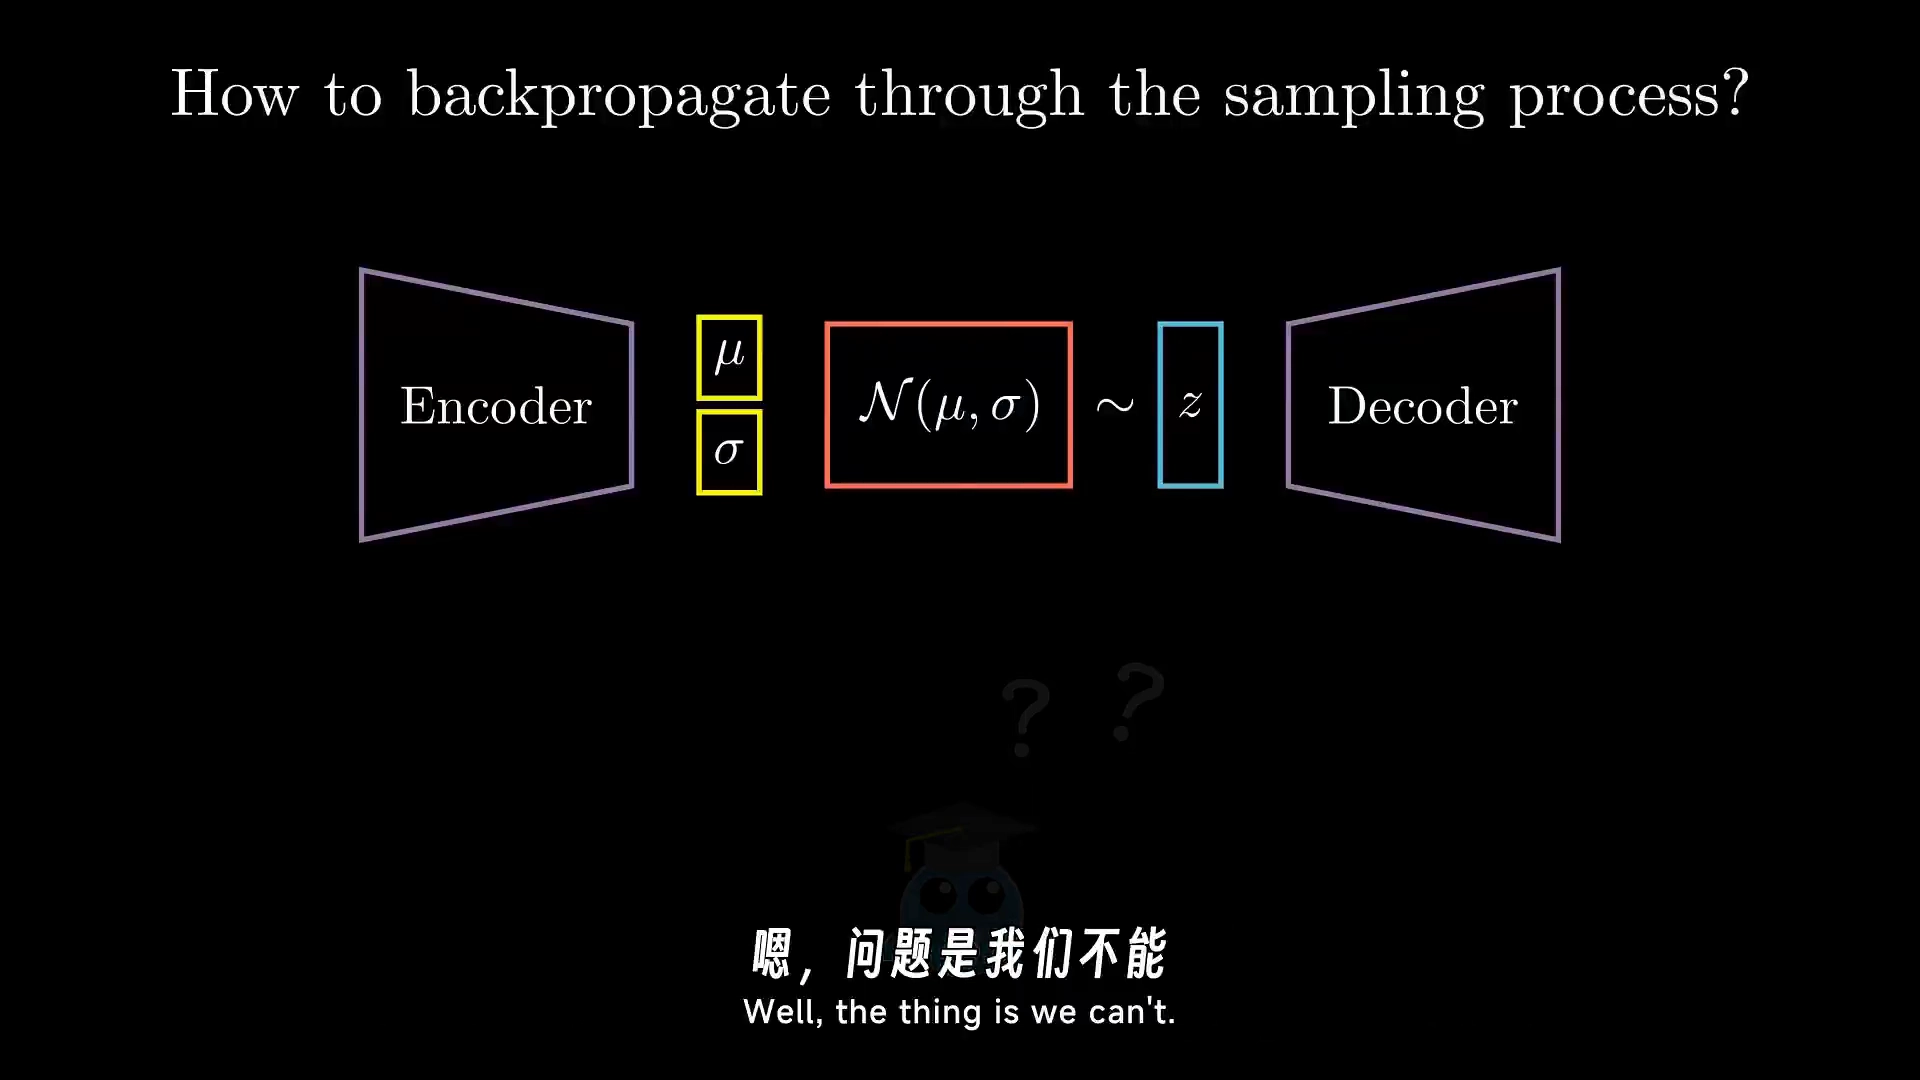 How to backpropagate through the sampling process?
Encoder
μ
σ
𝒩(μ, σ)
~
z
Decoder
? ?
嗯，问题是我们不能
Well, the thing is we can't.